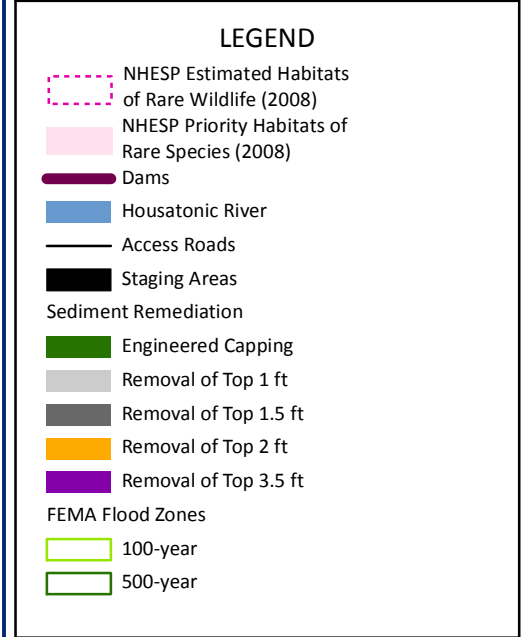 LEGEND
NHESP Estimated Habitats
of Rare Wildlife (2008)
NHESP Priority Habitats of
Rare Species (2008)
Dams
Housatonic River
Access Roads
Staging Areas
Sediment Remediation
Engineered Capping
Removal of Top 1 ft
Removal of Top 1.5 ft
Removal of Top 2 ft
Removal of Top 3.5 ft
FEMA Flood Zones
100-year
500-year